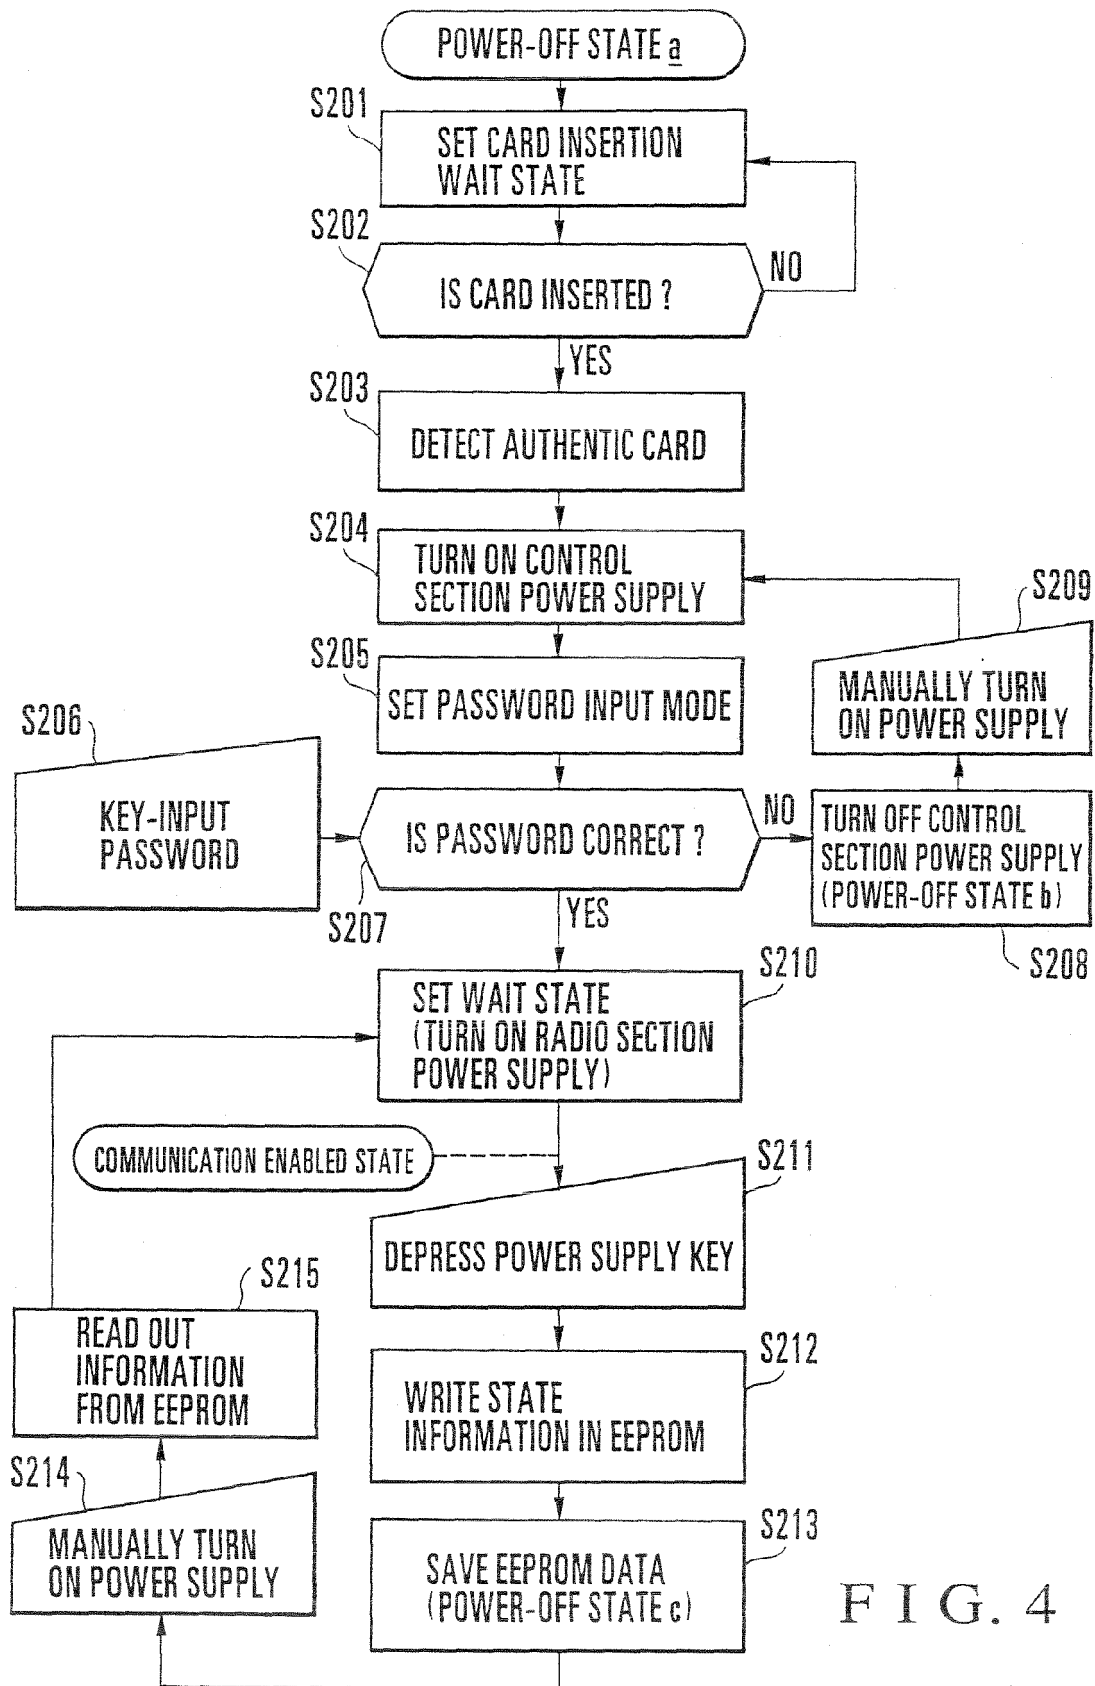 POWER-OFF STATE a
S201
SET CARD INSERTION
WAIT STATE
S202
IS CARD INSERTED ?
NO
YES
S203
DETECT AUTHENTIC CARD
S204
TURN ON CONTROL
SECTION POWER SUPPLY
S205
SET PASSWORD INPUT MODE
S206
KEY-INPUT
PASSWORD
S207
IS PASSWORD CORRECT ?
NO
YES
S209
MANUALLY TURN
ON POWER SUPPLY
TURN OFF CONTROL
SECTION POWER SUPPLY
(POWER-OFF STATE b)
S208
S210
SET WAIT STATE
(TURN ON RADIO SECTION
POWER SUPPLY)
COMMUNICATION ENABLED STATE
S211
DEPRESS POWER SUPPLY KEY
S212
WRITE STATE
INFORMATION IN EEPROM
S213
SAVE EEPROM DATA
(POWER-OFF STATE c)
S215
READ OUT
INFORMATION
FROM EEPROM
S214
MANUALLY TURN
ON POWER SUPPLY
FIG. 4